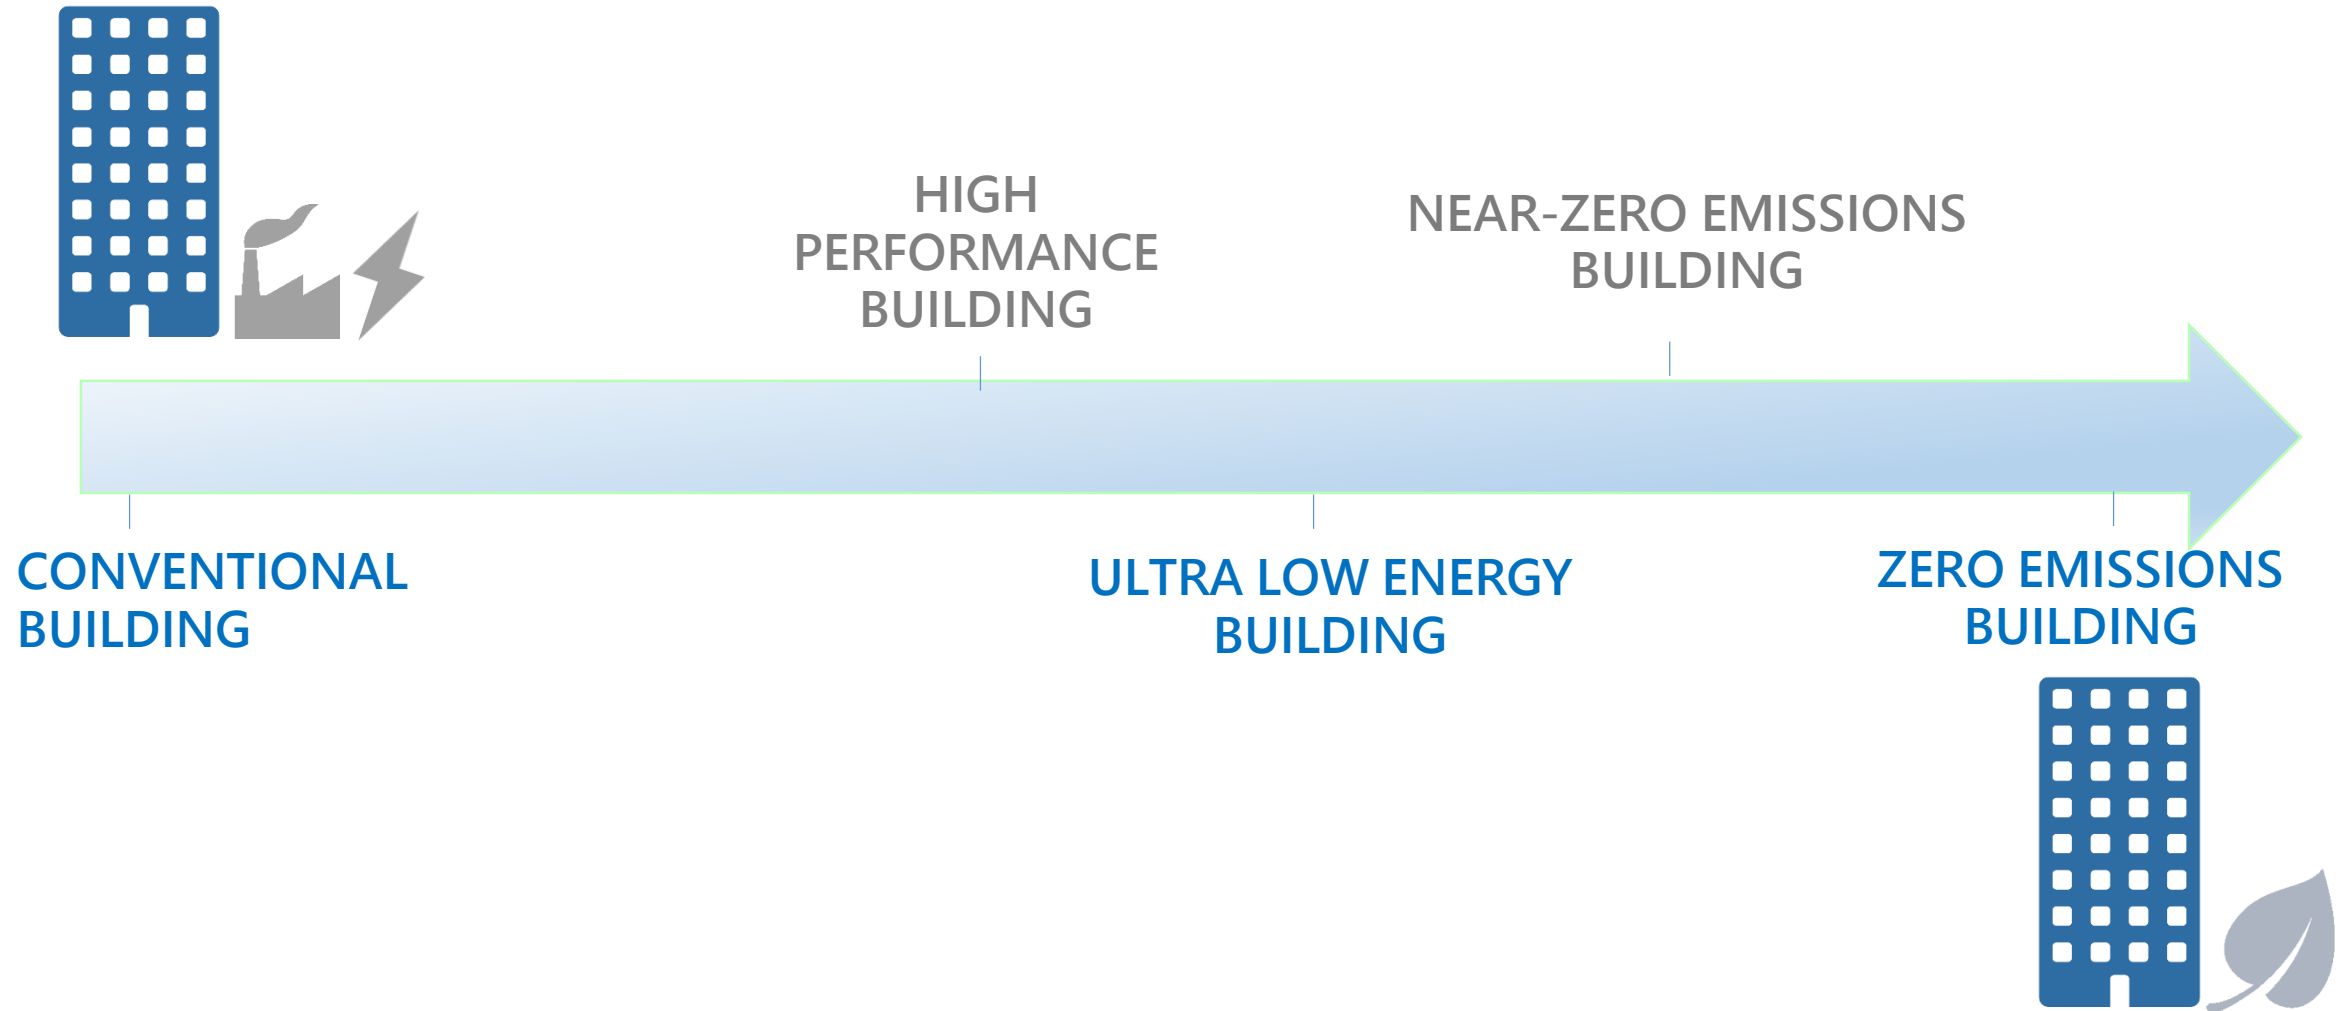 HIGH
PERFORMANCE
BUILDING
NEAR-ZERO EMISSIONS
BUILDING
CONVENTIONAL
BUILDING
ULTRA LOW ENERGY
BUILDING
ZERO EMISSIONS
BUILDING